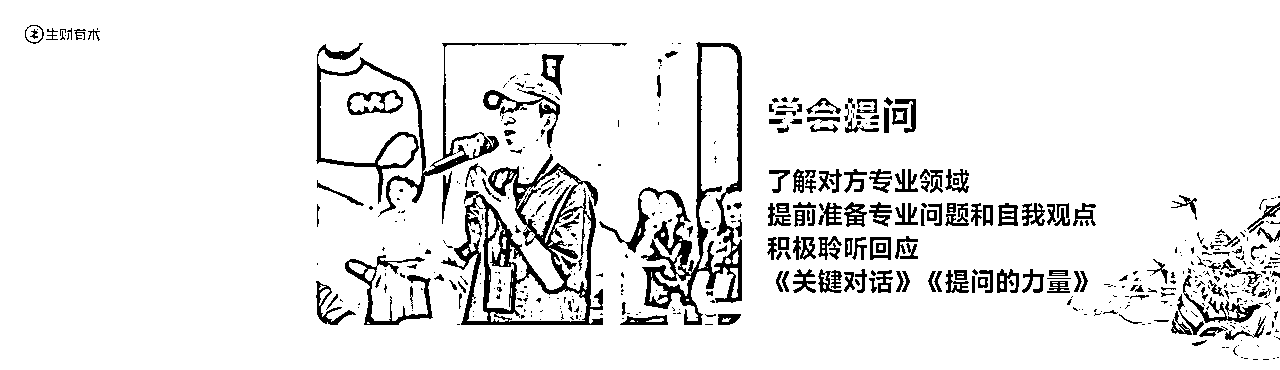 生财有术
学会提问
了解对方专业领域
提前准备专业问题和自我观点
积极聆听回应
《关键对话》《提问的力量》